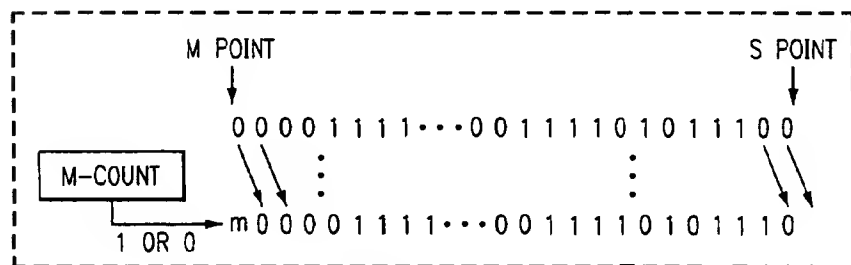 M POINT
S POINT
0 0 0 0 1 1 1 1 ··· 0 0 1 1 1 1 0 1 0 1 1 1 0 0
M-COUNT
m 0 0 0 0 1 1 1 1 ··· 0 0 1 1 1 1 0 1 0 1 1 1 0
1 OR 0